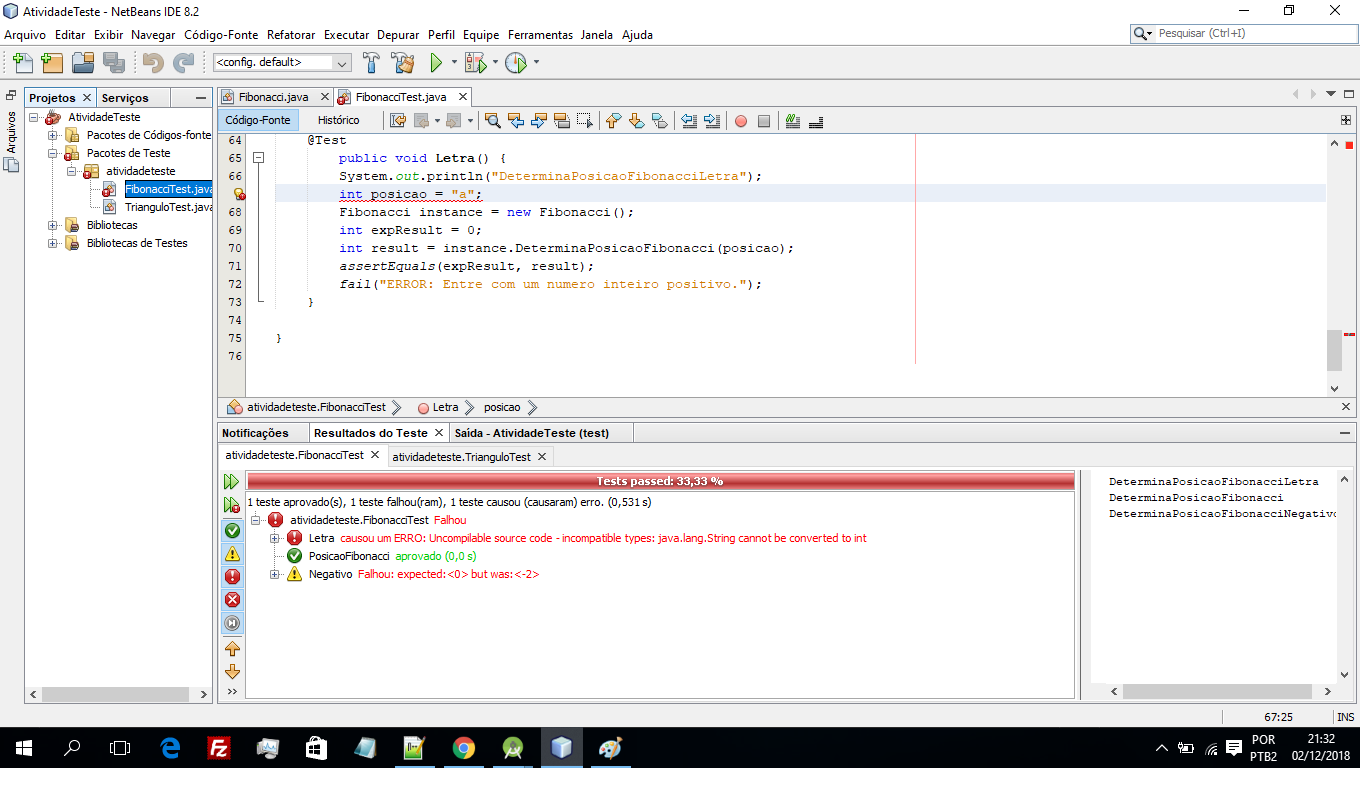 AtividadeTeste - NetBeans IDE 8.2
Arquivo Editar Exibir Navegar Código-Fonte Refatorar Executar Depurar Perfil Equipe Ferramentas Janela Ajuda
Pesquisar (Ctrl+I)
<config. default>
Arquivos
Projetos Serviços
AtividadeTeste
Pacotes de Códigos-fonte
Pacotes de Teste
atividadeteste
FibonacciTest.java
TrianguloTest.java
Bibliotecas
Bibliotecas de Testes
Fibonacci.java FibonacciTest.java
Código-Fonte Histórico
64 @Test
65 public void Letra() {
66 System.out.println("DeterminaPosicaoFibonacciLetra");
int posicao = "a";
68 Fibonacci instance = new Fibonacci();
69 int expResult = 0;
70 int result = instance.DeterminaPosicaoFibonacci(posicao);
71 assertEquals(expResult, result);
72 fail("ERROR: Entre com um numero inteiro positivo.");
73 }
74
75 }
76
atividadeteste.FibonacciTest Letra posicao
Notificações Resultados do Teste Saída - AtividadeTeste (test)
atividadeteste.FibonacciTest atividadeteste.TrianguloTest
Tests passed: 33,33 %
1 teste aprovado(s), 1 teste falhou(ram), 1 teste causou (causaram) erro. (0,531 s)
atividadeteste.FibonacciTest Falhou
Letra causou um ERRO: Uncompilable source code - incompatible types: java.lang.String cannot be converted to int
PosicaoFibonacci aprovado (0,0 s)
Negativo Falhou: expected:<0> but was:<-2>
DeterminaPosicaoFibonacciLetra
DeterminaPosicaoFibonacci
DeterminaPosicaoFibonacciNegativo
67:25 INS
POR
PTB2
21:32
02/12/2018